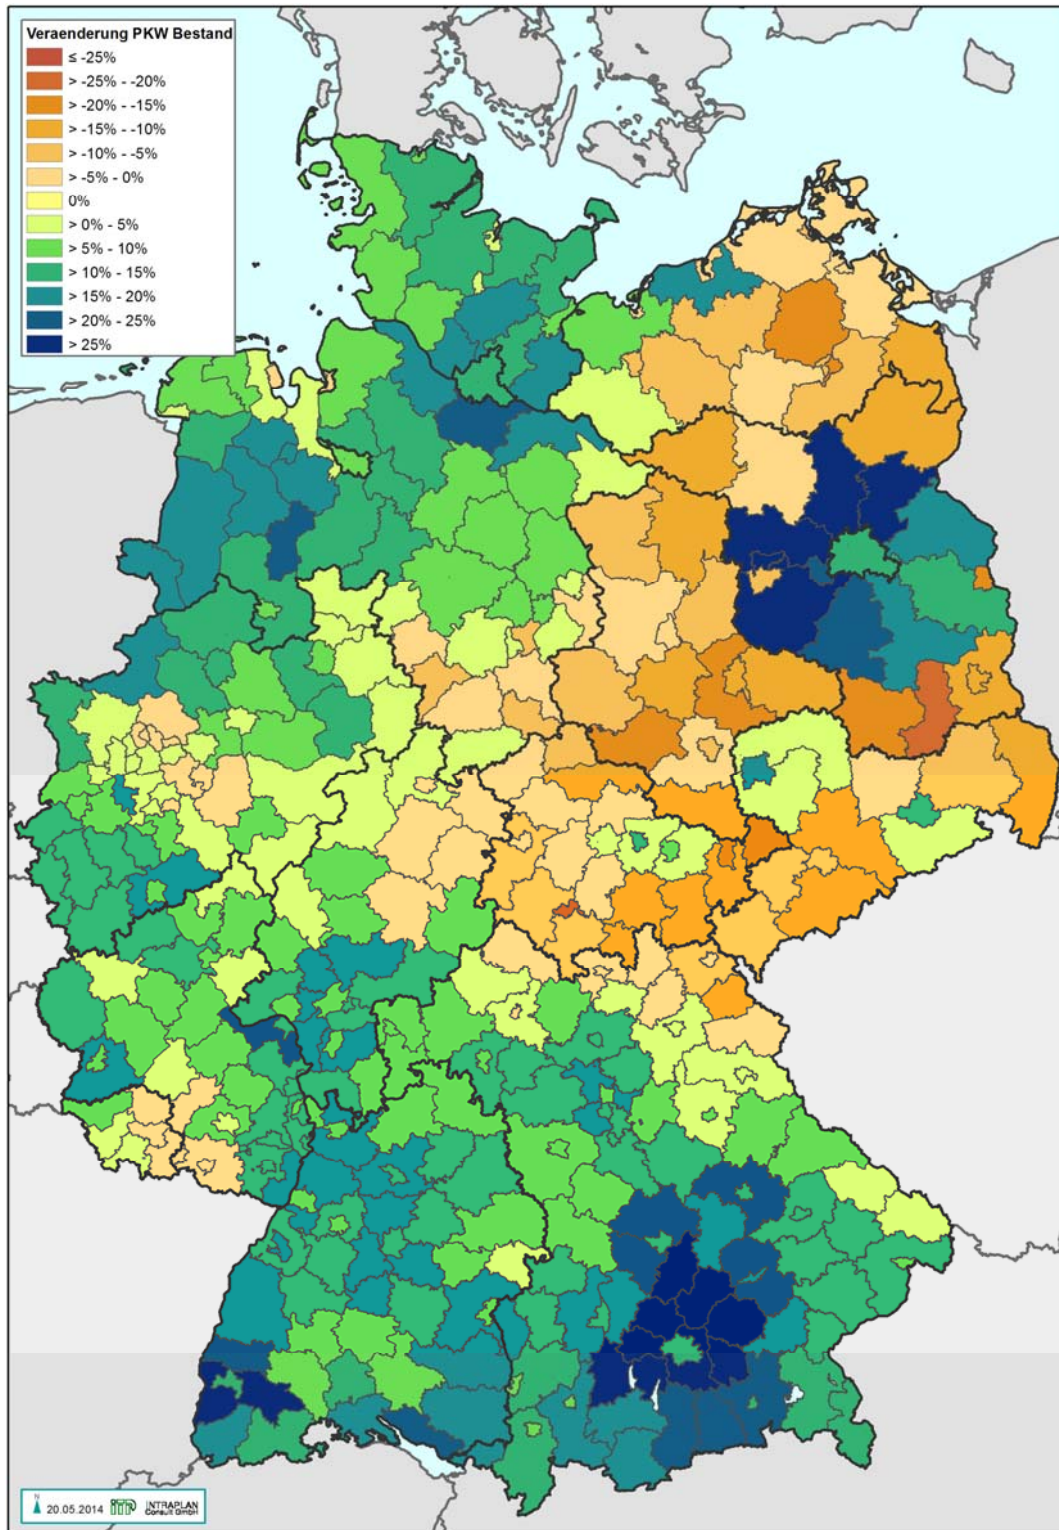 Veraenderung PKW Bestand
≤ -25%
> -25% - -20%
> -20% - -15%
> -15% - -10%
> -10% - -5%
> -5% - 0%
0%
> 0% - 5%
> 5% - 10%
> 10% - 15%
> 15% - 20%
> 20% - 25%
> 25%
N
20.05.2014 itp INTRAPLAN
Consult GmbH